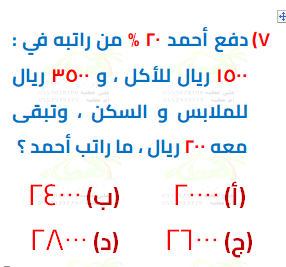 ٧) دفع أحمد ٢٠ % من راتبه في :
١٥٠٠ ريال للأكل ، و ٣٥٠٠ ريال
للملابس و السكن ، وتبقى
معه ٢٠٠ ريال ، ما راتب أحمد ؟
(أ) ٢٠٠٠٠ (ب) ٢٤٠٠٠
(ج) ٢٦٠٠٠ (د) ٢٨٠٠٠